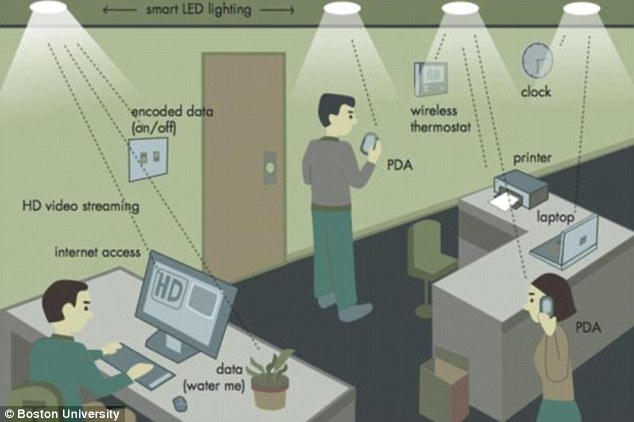 smart LED lighting
encoded data
(on/off)
68
wireless
thermostat
clock
PDA
printer
HD video streaming
laptop
internet access
HD
PDA
data
(water me)
© Boston University